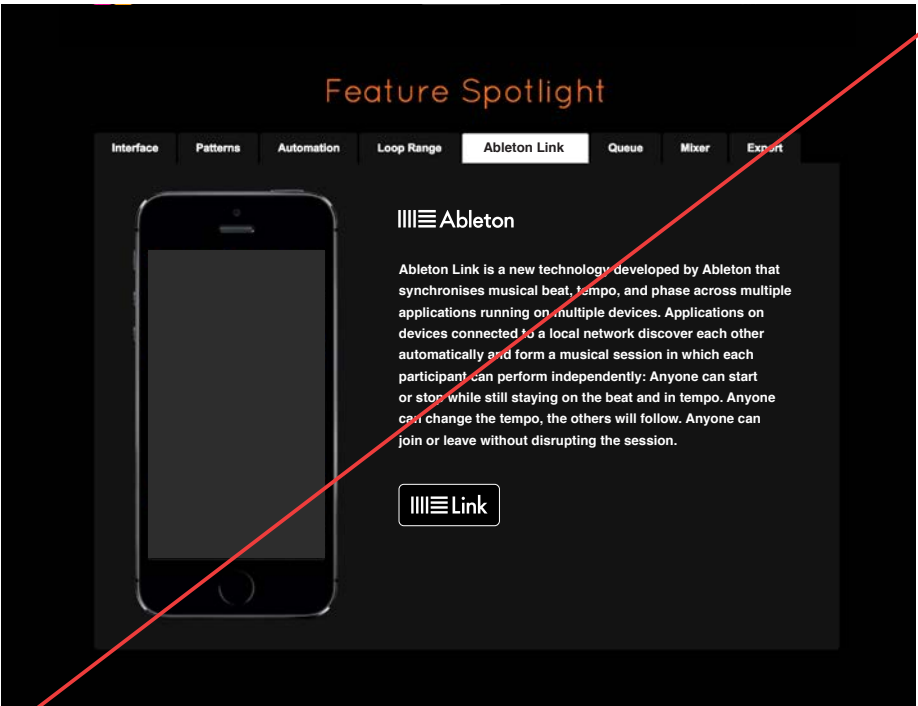 Feature Spotlight
Interface Patterns Automation Loop Range Ableton Link Queue Mixer Export
Ableton
Ableton Link is a new technology developed by Ableton that
synchronises musical beat, tempo, and phase across multiple
applications running on multiple devices. Applications on
devices connected to a local network discover each other
automatically and form a musical session in which each
participant can perform independently: Anyone can start
or stop while still staying on the beat and in tempo. Anyone
can change the tempo, the others will follow. Anyone can
join or leave without disrupting the session.
Link